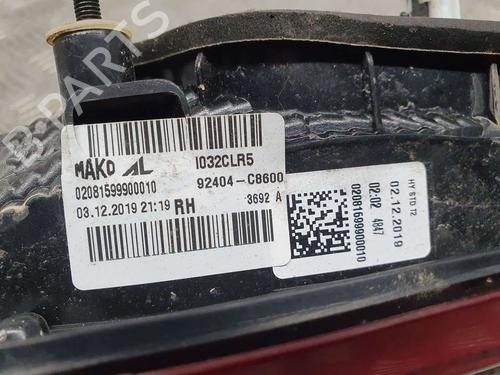 B-PARTS
MAKO AL I032CLR5
02081599900010 92404-C8600
03.12.2019 21:19 RH 3692 A
HY STD T2
02.12.2019
02:02 4847
02081599900010